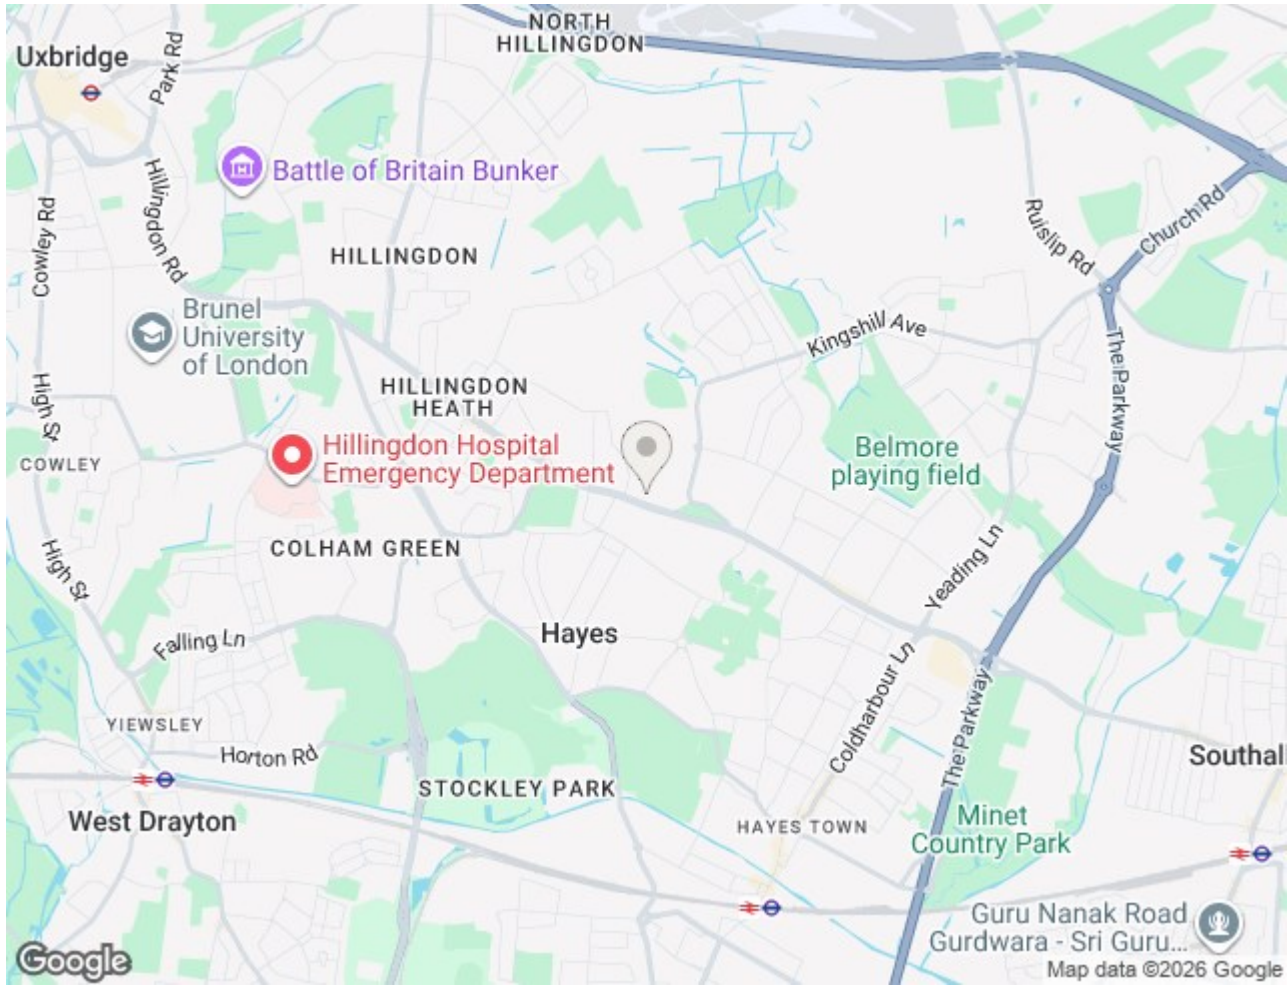 NORTH
HILLINGDON
Uxbridge
Park Rd
Battle of Britain Bunker
Hillingdon Rd
Cowley Rd
Ruislip Rd
Church Rd
HILLINGDON
Brunel
University
of London
Kingshill Ave
The Parkway
High St
HILLINGDON
HEATH
Hillingdon Hospital
Emergency Department
COWLEY
Belmore
playing field
COLHAM GREEN
High St
Yeading Ln
Falling Ln
Hayes
Coldharbour Ln
YIEWSLEY
Horton Rd
The Parkway
Southall
STOCKLEY PARK
West Drayton
HAYES TOWN
Minet
Country Park
Guru Nanak Road
Gurdwara - Sri Guru...
Google
Map data ©2026 Google